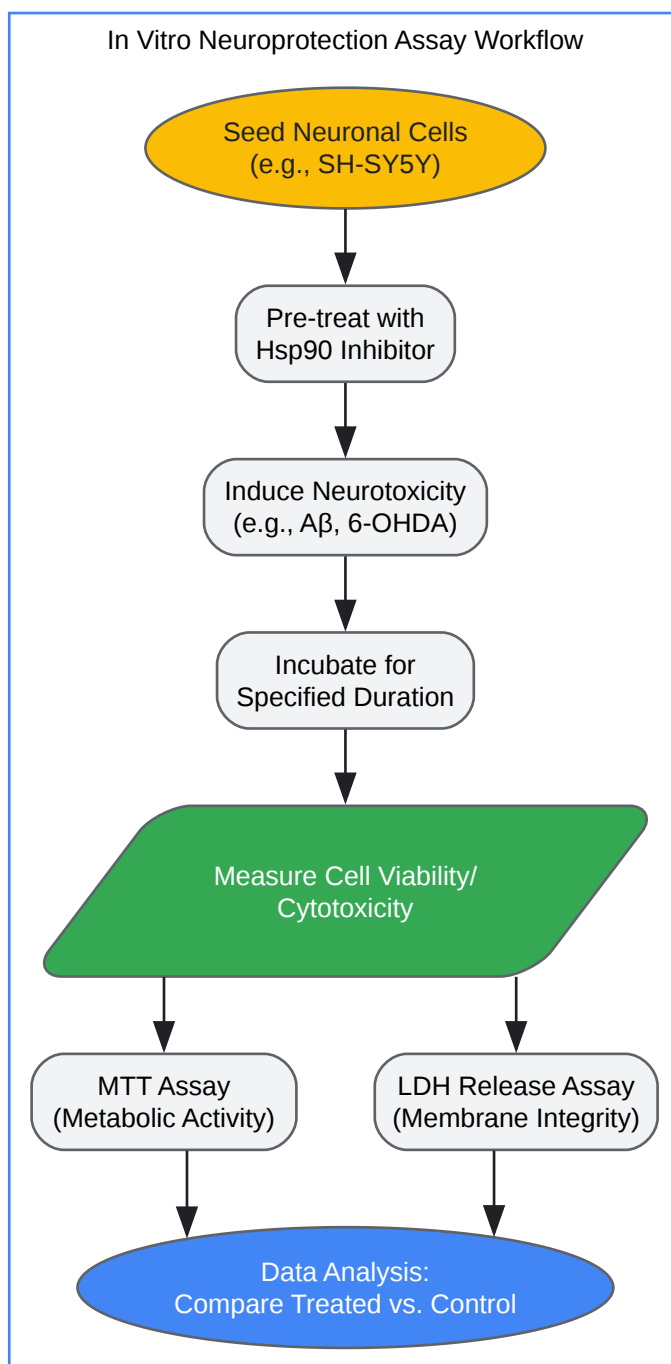 In Vitro Neuroprotection Assay Workflow
Seed Neuronal Cells
(e.g., SH-SY5Y)
Pre-treat with
Hsp90 Inhibitor
Induce Neurotoxicity
(e.g., Aβ, 6-OHDA)
Incubate for
Specified Duration
Measure Cell Viability/
Cytotoxicity
MTT Assay
(Metabolic Activity)
LDH Release Assay
(Membrane Integrity)
Data Analysis:
Compare Treated vs. Control